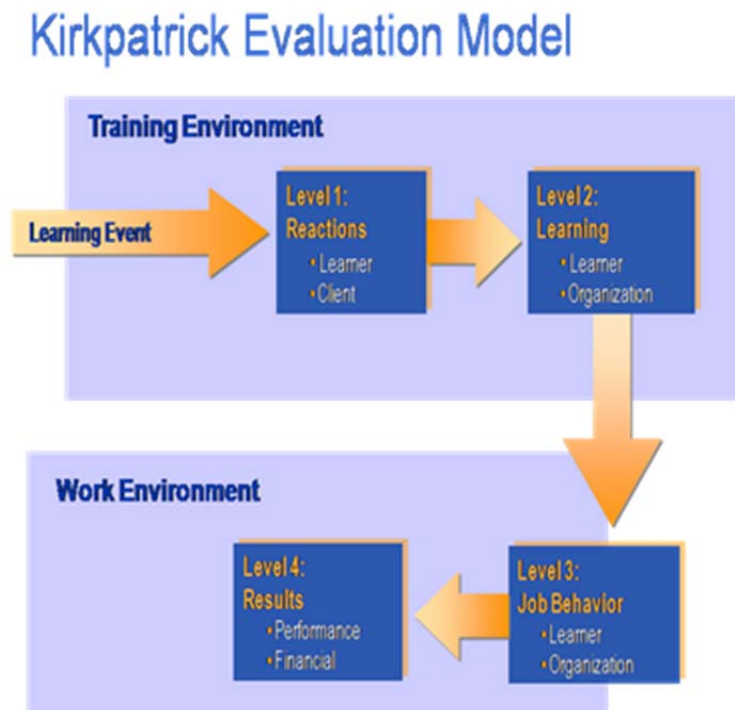 Kirkpatrick Evaluation Model
Training Environment
Learning Event
Level 1:
Reactions
• Learner
• Client
Level 2:
Learning
• Learner
• Organization
Work Environment
Level 4:
Results
• Performance
• Financial
Level 3:
Job Behavior
• Learner
• Organization